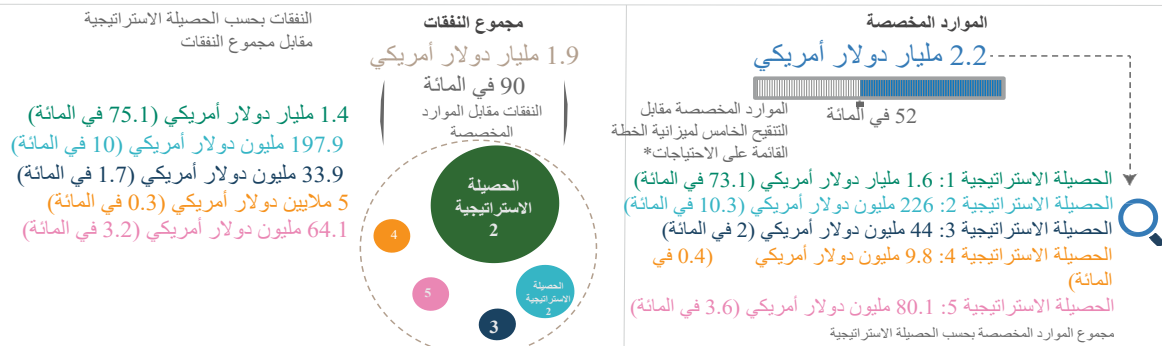 الموارد المخصصة
2.2 مليار دولار أمريكي
52 في المائة
الموارد المخصصة مقابل
التنقيح الخامس لميزانية الخطة
القائمة على الاحتياجات*
الحصيلة الاستراتيجية 1: 1.6 مليار دولار أمريكي (73.1 في المائة)
الحصيلة الاستراتيجية 2: 226 مليون دولار أمريكي (10.3 في المائة)
الحصيلة الاستراتيجية 3: 44 مليون دولار أمريكي (2 في المائة)
الحصيلة الاستراتيجية 4: 9.8 مليون دولار أمريكي (0.4 في
المائة)
الحصيلة الاستراتيجية 5: 80.1 مليون دولار أمريكي (3.6 في المائة)
مجموع الموارد المخصصة بحسب الحصيلة الاستراتيجية
مجموع النفقات
1.9 مليار دولار أمريكي
90 في المائة
النفقات مقابل الموارد
المخصصة
الحصيلة
الاستراتيجية
2
4
الحصيلة
الاستراتيجية
2
5
3
النفقات بحسب الحصيلة الاستراتيجية
مقابل مجموع النفقات
1.4 مليار دولار أمريكي (75.1 في المائة)
197.9 مليون دولار أمريكي (10 في المائة)
33.9 مليون دولار أمريكي (1.7 في المائة)
5 ملايين دولار أمريكي (0.3 في المائة)
64.1 مليون دولار أمريكي (3.2 في المائة)